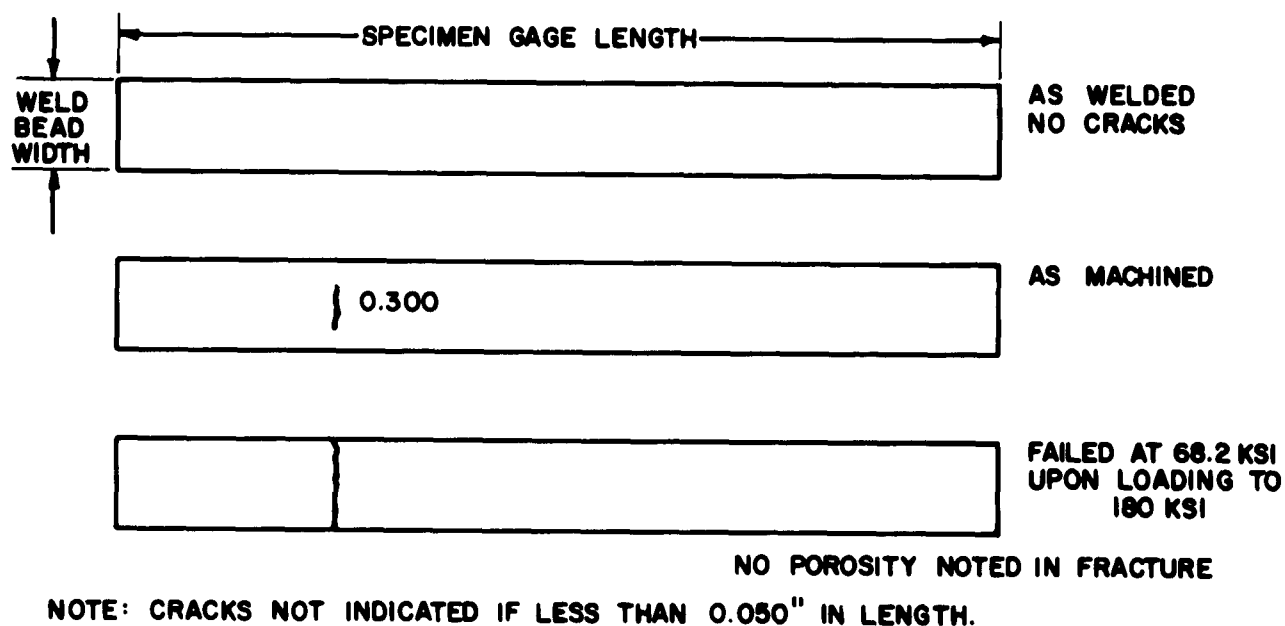 SPECIMEN GAGE LENGTH
WELD
BEAD
WIDTH
AS WELDED
NO CRACKS
0.300
AS MACHINED
FAILED AT 68.2 KSI
UPON LOADING TO
180 KSI
NO POROSITY NOTED IN FRACTURE
NOTE: CRACKS NOT INDICATED IF LESS THAN 0.050" IN LENGTH.